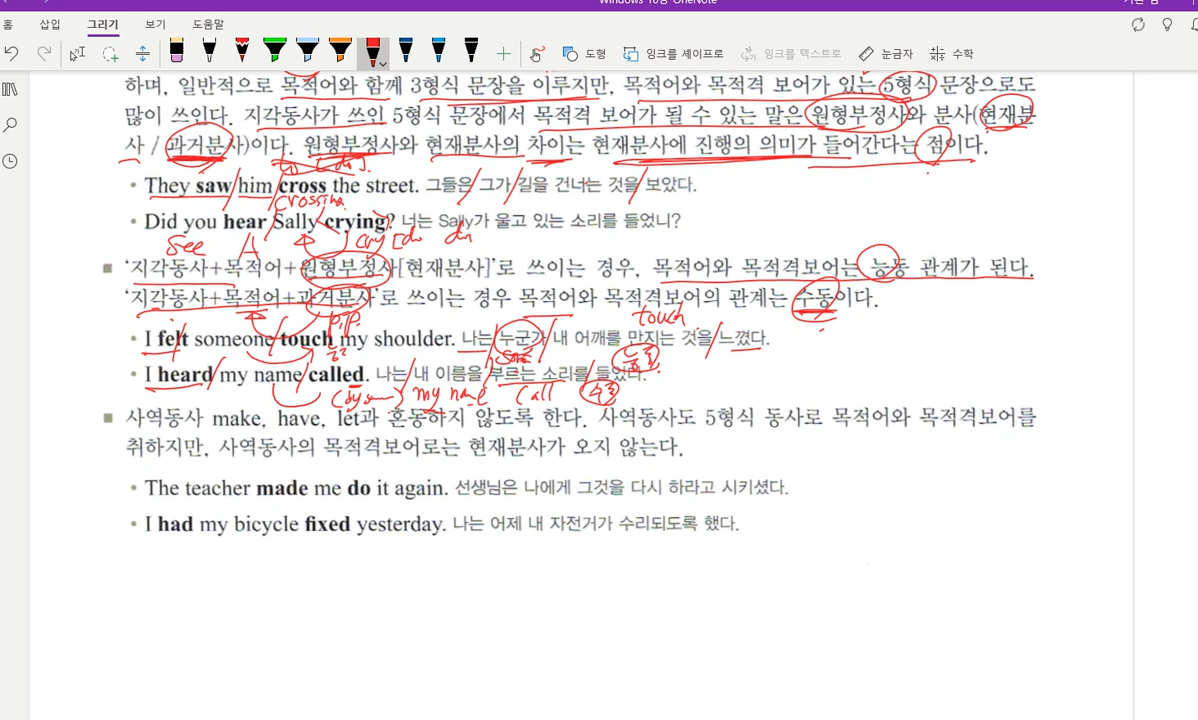 Windows 10용 OneNote
홈 삽입 그리기 보기 도움말
도형 잉크를 셰이프로 잉크를 텍스트로 눈금자 수학
하며, 일반적으로 목적어와 함께 3형식 문장을 이루지만, 목적어와 목적격 보어가 있는 5형식 문장으로도
많이 쓰인다. 지각동사가 쓰인 5형식 문장에서 목적격 보어가 될 수 있는 말은 원형부정사와 분사(현재분
사 / 과거분사)이다. 원형부정사와 현재분사의 차이는 현재분사에 진행의 의미가 들어간다는 점이다.
• They saw him cross the street. 그들은 그가 길을 건너는 것을 보았다.
crossing
• Did you hear Sally crying? 너는 Sally가 울고 있는 소리를 들었니?
see A cry
■ '지각동사+목적어+원형부정사[현재분사]'로 쓰이는 경우, 목적어와 목적격보어는 능동 관계가 된다.
'지각동사+목적어+과거분사'로 쓰이는 경우 목적어와 목적격보어의 관계는 수동이다.
p.p. touch
• I felt someone touch my shoulder. 나는 누군가 내 어깨를 만지는 것을 느꼈다.
능동
• I heard my name called. 나는 내 이름을 부르는 소리를 들었다.
my name call 수동
■ 사역동사 make, have, let과 혼동하지 않도록 한다. 사역동사도 5형식 동사로 목적어와 목적격보어를
취하지만, 사역동사의 목적격보어로는 현재분사가 오지 않는다.
• The teacher made me do it again. 선생님은 나에게 그것을 다시 하라고 시키셨다.
• I had my bicycle fixed yesterday. 나는 어제 내 자전거가 수리되도록 했다.